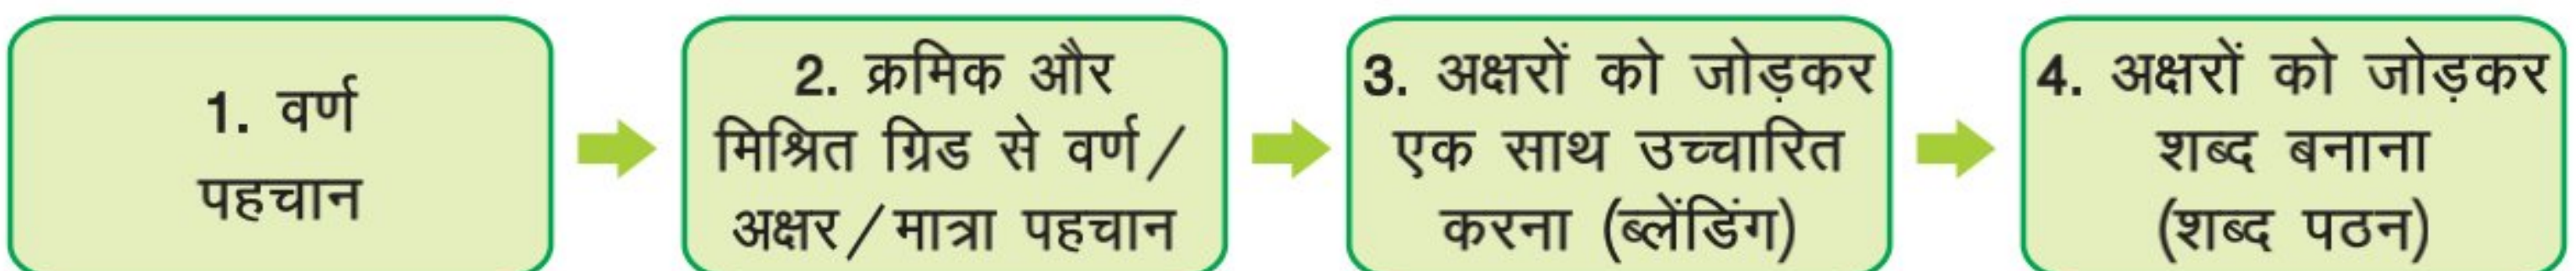 1. वर्ण
पहचान
2. क्रमिक और
मिश्रित ग्रिड से वर्ण/
अक्षर/मात्रा पहचान
3. अक्षरों को जोड़कर
एक साथ उच्चारित
करना (ब्लेंडिंग)
4. अक्षरों को जोड़कर
शब्द बनाना
(शब्द पठन)